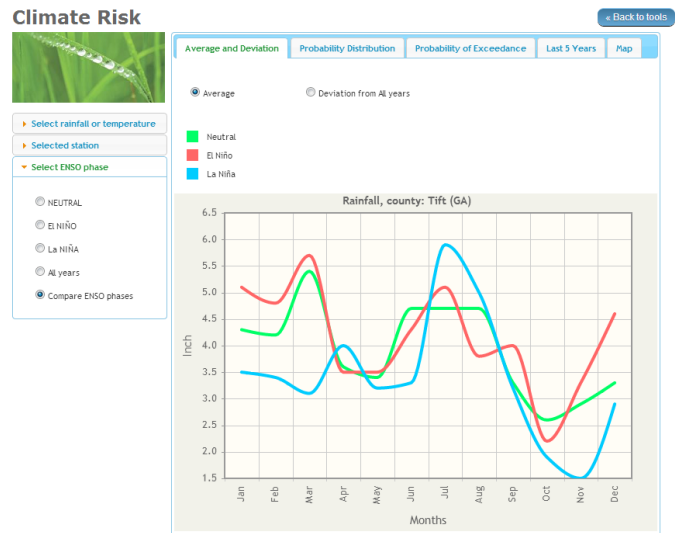 Climate Risk
« Back to tools
Average and Deviation
Probability Distribution
Probability of Exceedance
Last 5 Years
Map
Average
Deviation from All years
Select rainfall or temperature
Selected station
Select ENSO phase
NEUTRAL
El NIÑO
La NIÑA
All years
Compare ENSO phases
Neutral
El Niño
La Niña
Rainfall, county: Tift (GA)
6.5
6.0
5.5
5.0
4.5
4.0
3.5
3.0
2.5
2.0
1.5
Inch
Jan
Feb
Mar
Apr
May
Jun
Jul
Aug
Sep
Oct
Nov
Dec
Months